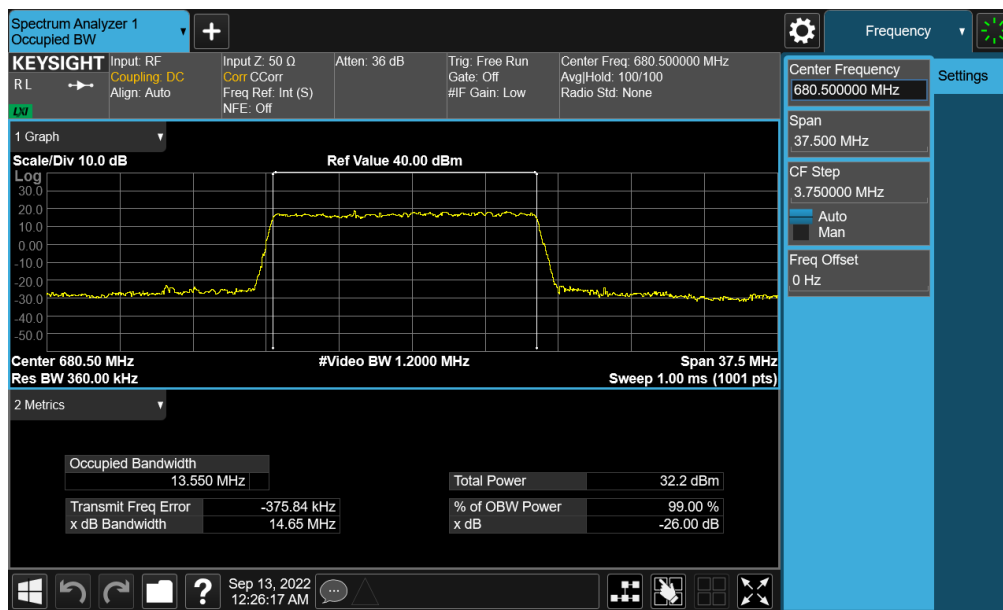 Spectrum Analyzer 1
Occupied BW
Frequency
KEYSIGHT
R L
LXI
Input: RF
Coupling: DC
Align: Auto
Input Z: 50 Ω
Corr CCorr
Freq Ref: Int (S)
NFE: Off
Atten: 36 dB
Trig: Free Run
Gate: Off
#IF Gain: Low
Center Freq: 680.500000 MHz
Avg|Hold: 100/100
Radio Std: None
Center Frequency
680.500000 MHz
Settings
Span
37.500 MHz
CF Step
3.750000 MHz
Auto
Man
Freq Offset
0 Hz
1 Graph
Scale/Div 10.0 dB
Ref Value 40.00 dBm
Log
30.0
20.0
10.0
0.00
-10.0
-20.0
-30.0
-40.0
-50.0
Center 680.50 MHz
#Video BW 1.2000 MHz
Span 37.5 MHz
Res BW 360.00 kHz
Sweep 1.00 ms (1001 pts)
2 Metrics
Occupied Bandwidth
13.550 MHz
Total Power 32.2 dBm
Transmit Freq Error -375.84 kHz
% of OBW Power 99.00 %
x dB Bandwidth 14.65 MHz
x dB -26.00 dB
?
Sep 13, 2022
12:26:17 AM